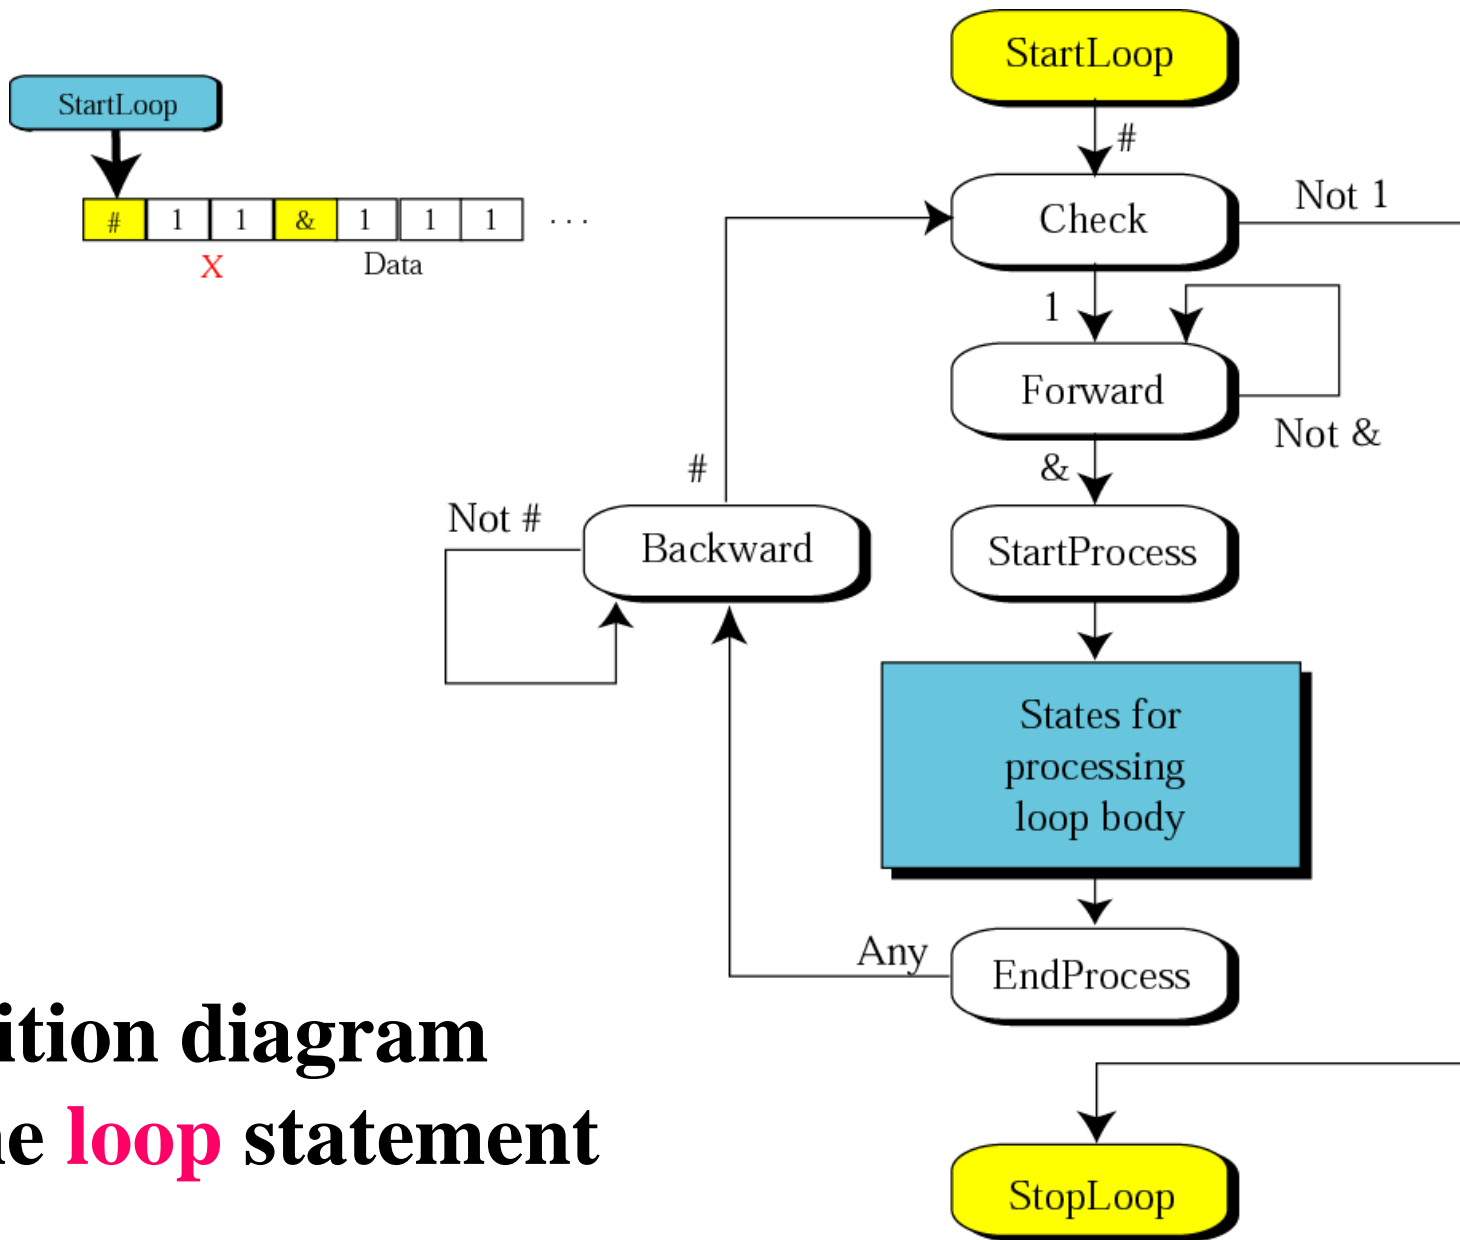 StartLoop
StartLoop
#
# 1 1 & 1 1 1 ...
X Data
Check
Not 1
1
Forward
Not &
#
&
Not #
Backward
StartProcess
States for
processing
loop body
Any
EndProcess
ition diagram
ne loop statement
StopLoop